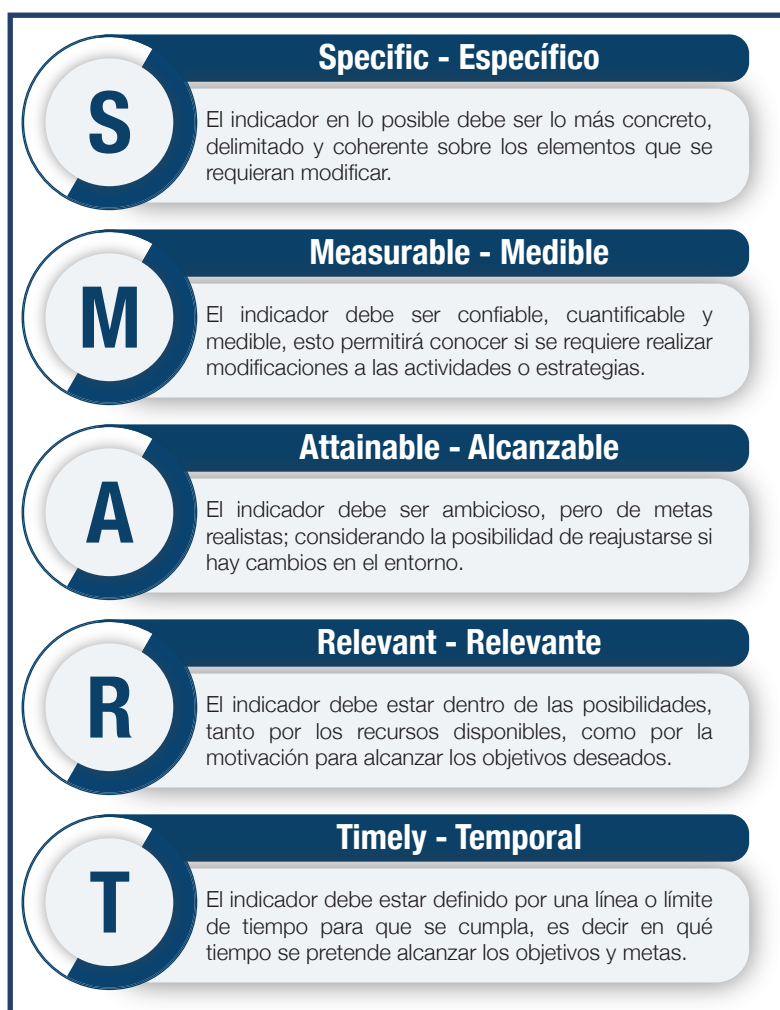 S
Specific - Específico
El indicador en lo posible debe ser lo más concreto,
delimitado y coherente sobre los elementos que se
requieran modificar.
M
Measurable - Medible
El indicador debe ser confiable, cuantificable y
medible, esto permitirá conocer si se requiere realizar
modificaciones a las actividades o estrategias.
A
Attainable - Alcanzable
El indicador debe ser ambicioso, pero de metas
realistas; considerando la posibilidad de reajustarse si
hay cambios en el entorno.
R
Relevant - Relevante
El indicador debe estar dentro de las posibilidades,
tanto por los recursos disponibles, como por la
motivación para alcanzar los objetivos deseados.
T
Timely - Temporal
El indicador debe estar definido por una línea o límite
de tiempo para que se cumpla, es decir en qué
tiempo se pretende alcanzar los objetivos y metas.